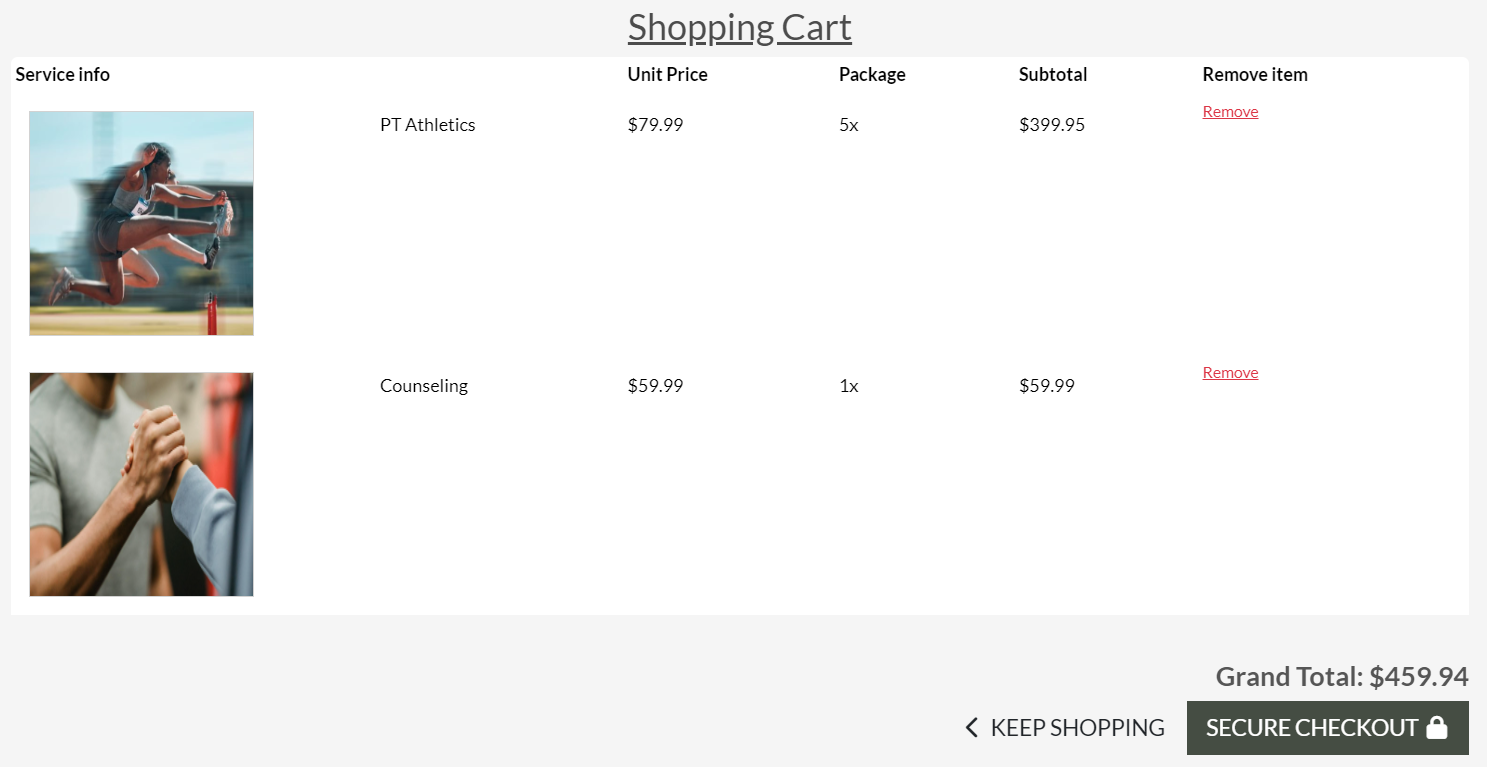 Shopping Cart
Service info Unit Price Package Subtotal Remove item
PT Athletics $79.99 5x $399.95 Remove
Counseling $59.99 1x $59.99 Remove
Grand Total: $459.94
KEEP SHOPPING SECURE CHECKOUT